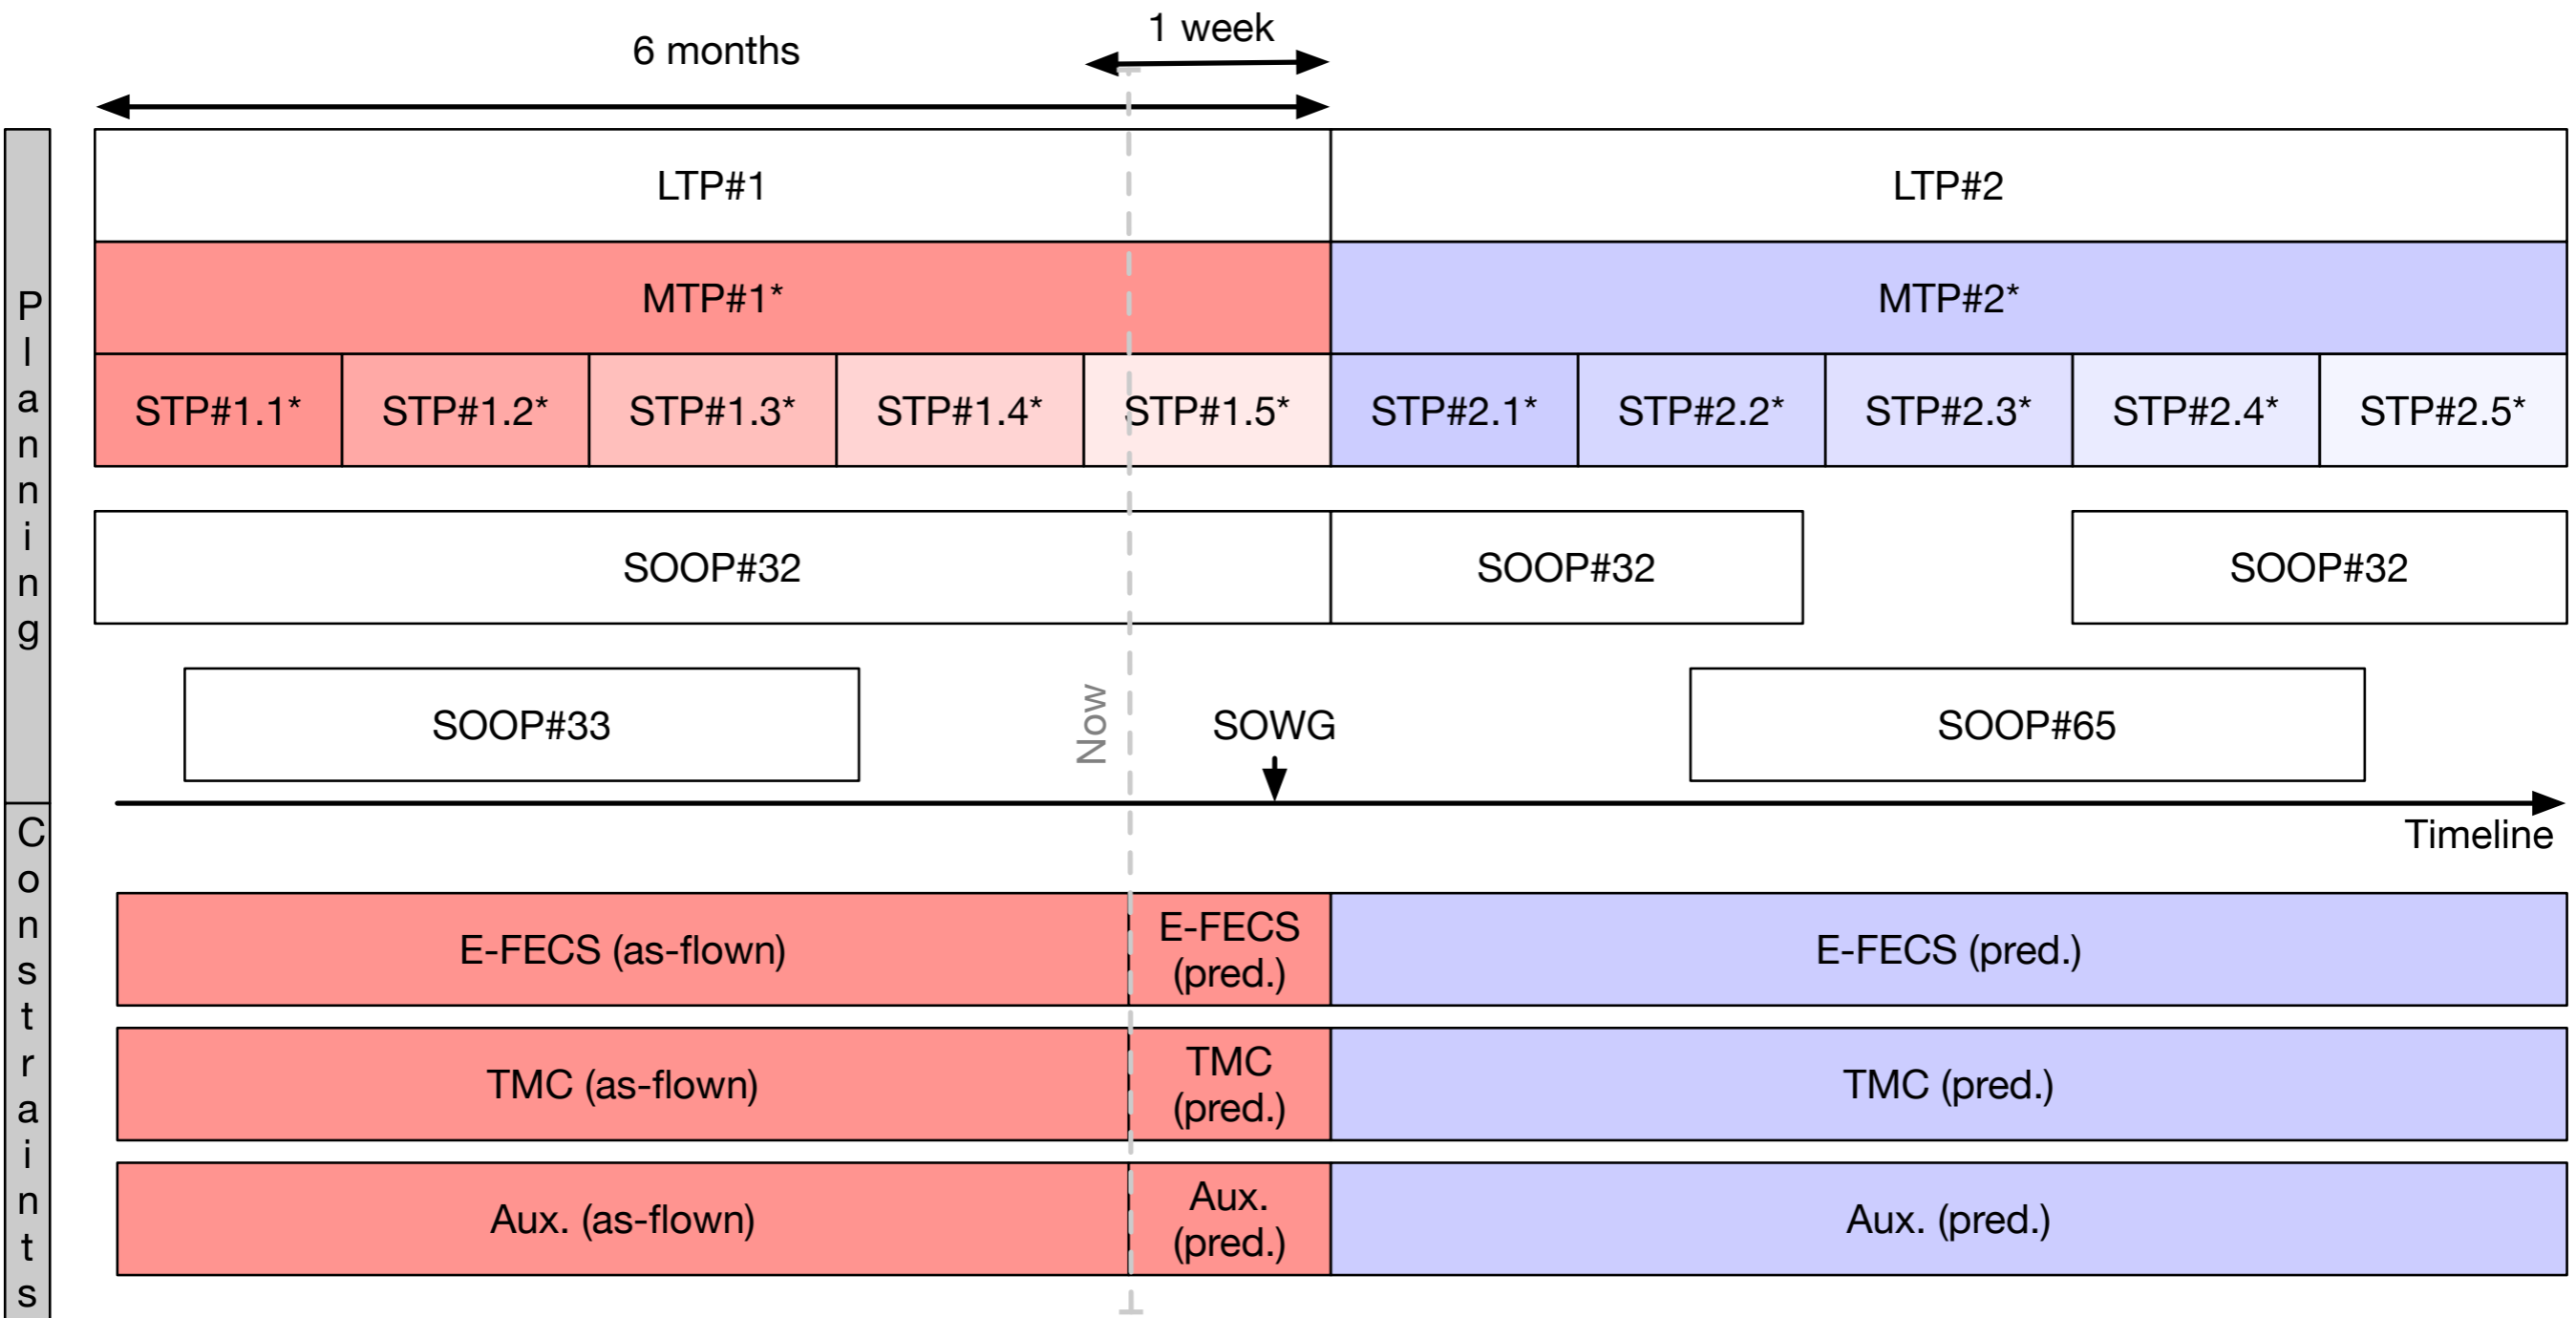 1 week
6 months
Planning
LTP#1
LTP#2
MTP#1*
MTP#2*
STP#1.1*
STP#1.2*
STP#1.3*
STP#1.4*
STP#1.5*
STP#2.1*
STP#2.2*
STP#2.3*
STP#2.4*
STP#2.5*
SOOP#32
SOOP#32
SOOP#32
SOOP#33
Now
SOWG
SOOP#65
Timeline
Constraints
E-FECS (as-flown)
E-FECS
(pred.)
E-FECS (pred.)
TMC (as-flown)
TMC
(pred.)
TMC (pred.)
Aux. (as-flown)
Aux.
(pred.)
Aux. (pred.)